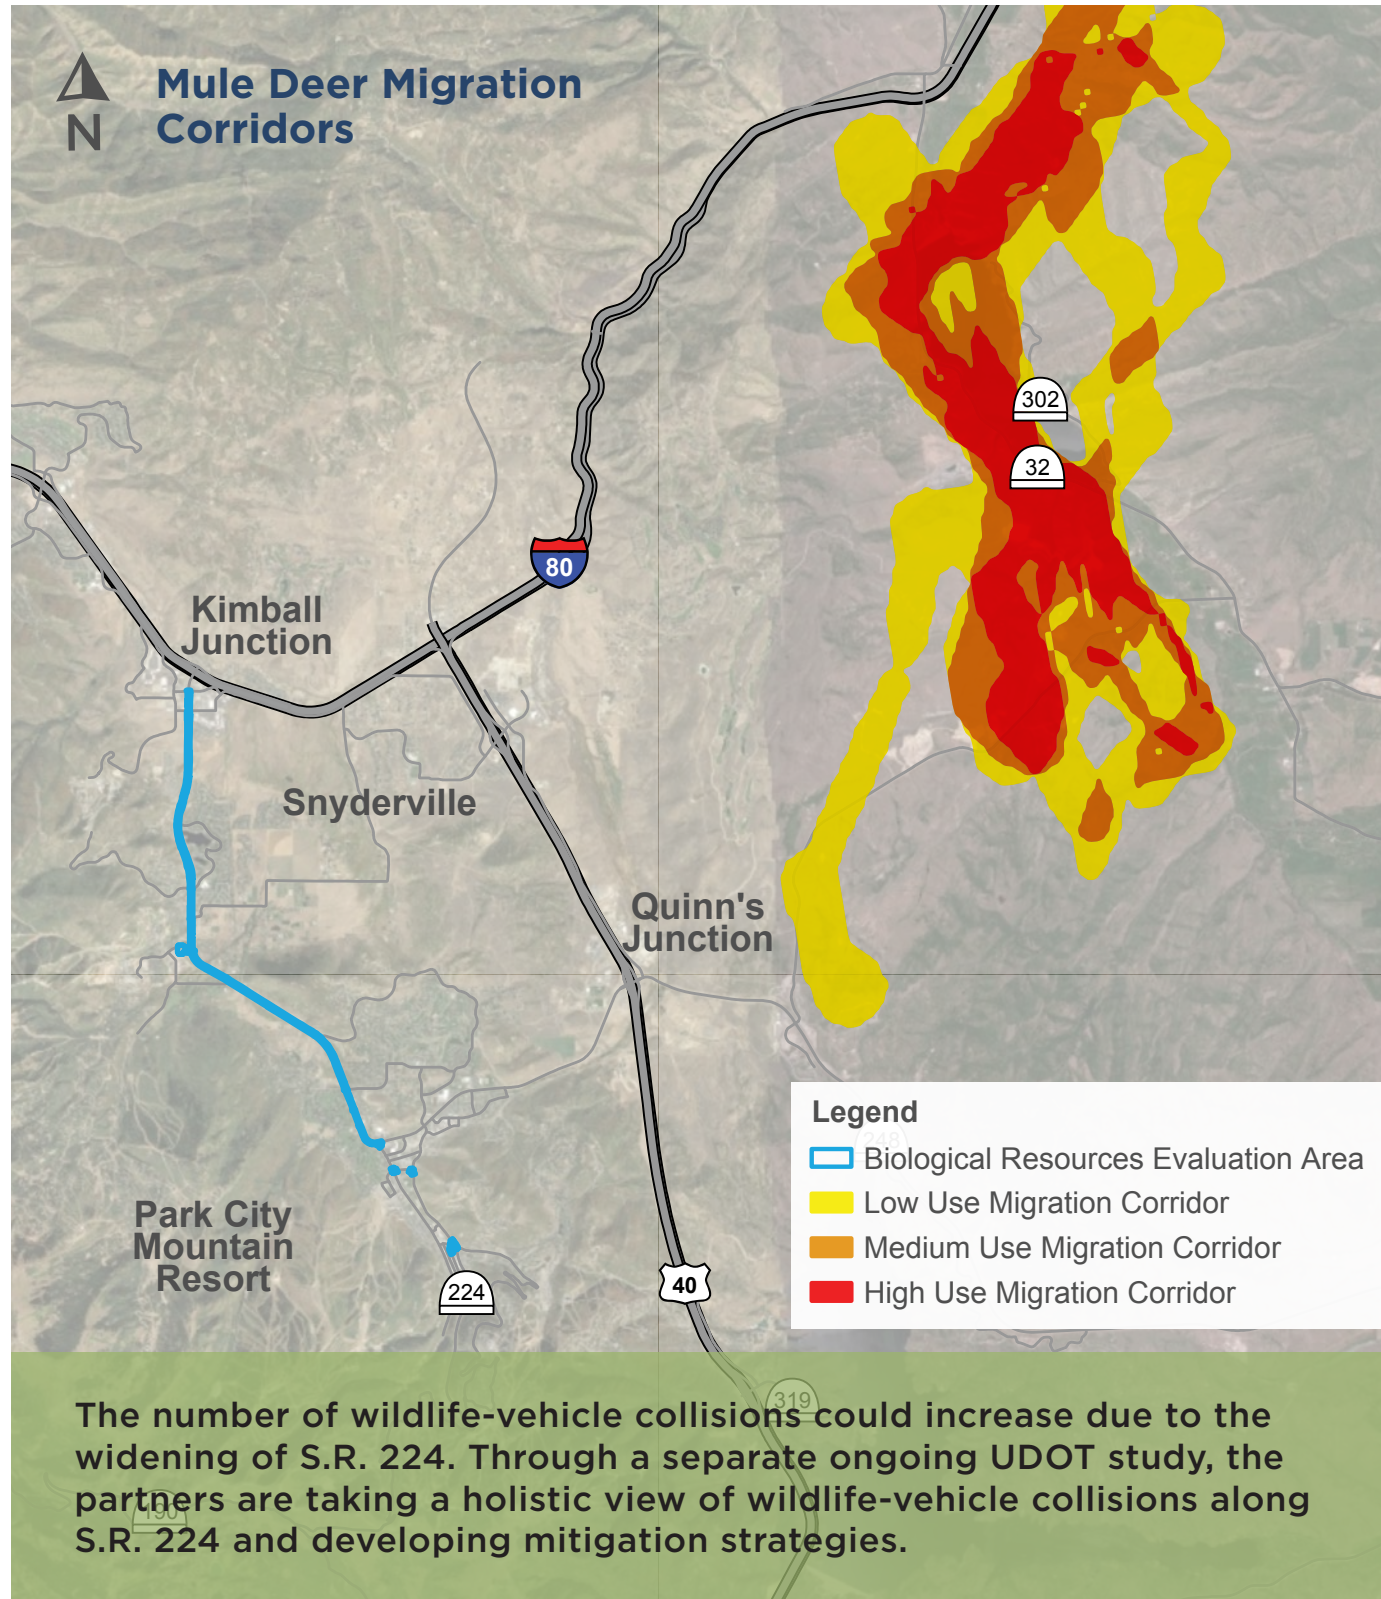 N
Mule Deer Migration
Corridors
302
32
80
Kimball
Junction
Snyderville
Quinn's
Junction
Park City
Mountain
Resort
224
40
Legend
248
Biological Resources Evaluation Area
Low Use Migration Corridor
Medium Use Migration Corridor
High Use Migration Corridor
319
The number of wildlife-vehicle collisions could increase due to the
widening of S.R. 224. Through a separate ongoing UDOT study, the
partners are taking a holistic view of wildlife-vehicle collisions along
190
S.R. 224 and developing mitigation strategies.